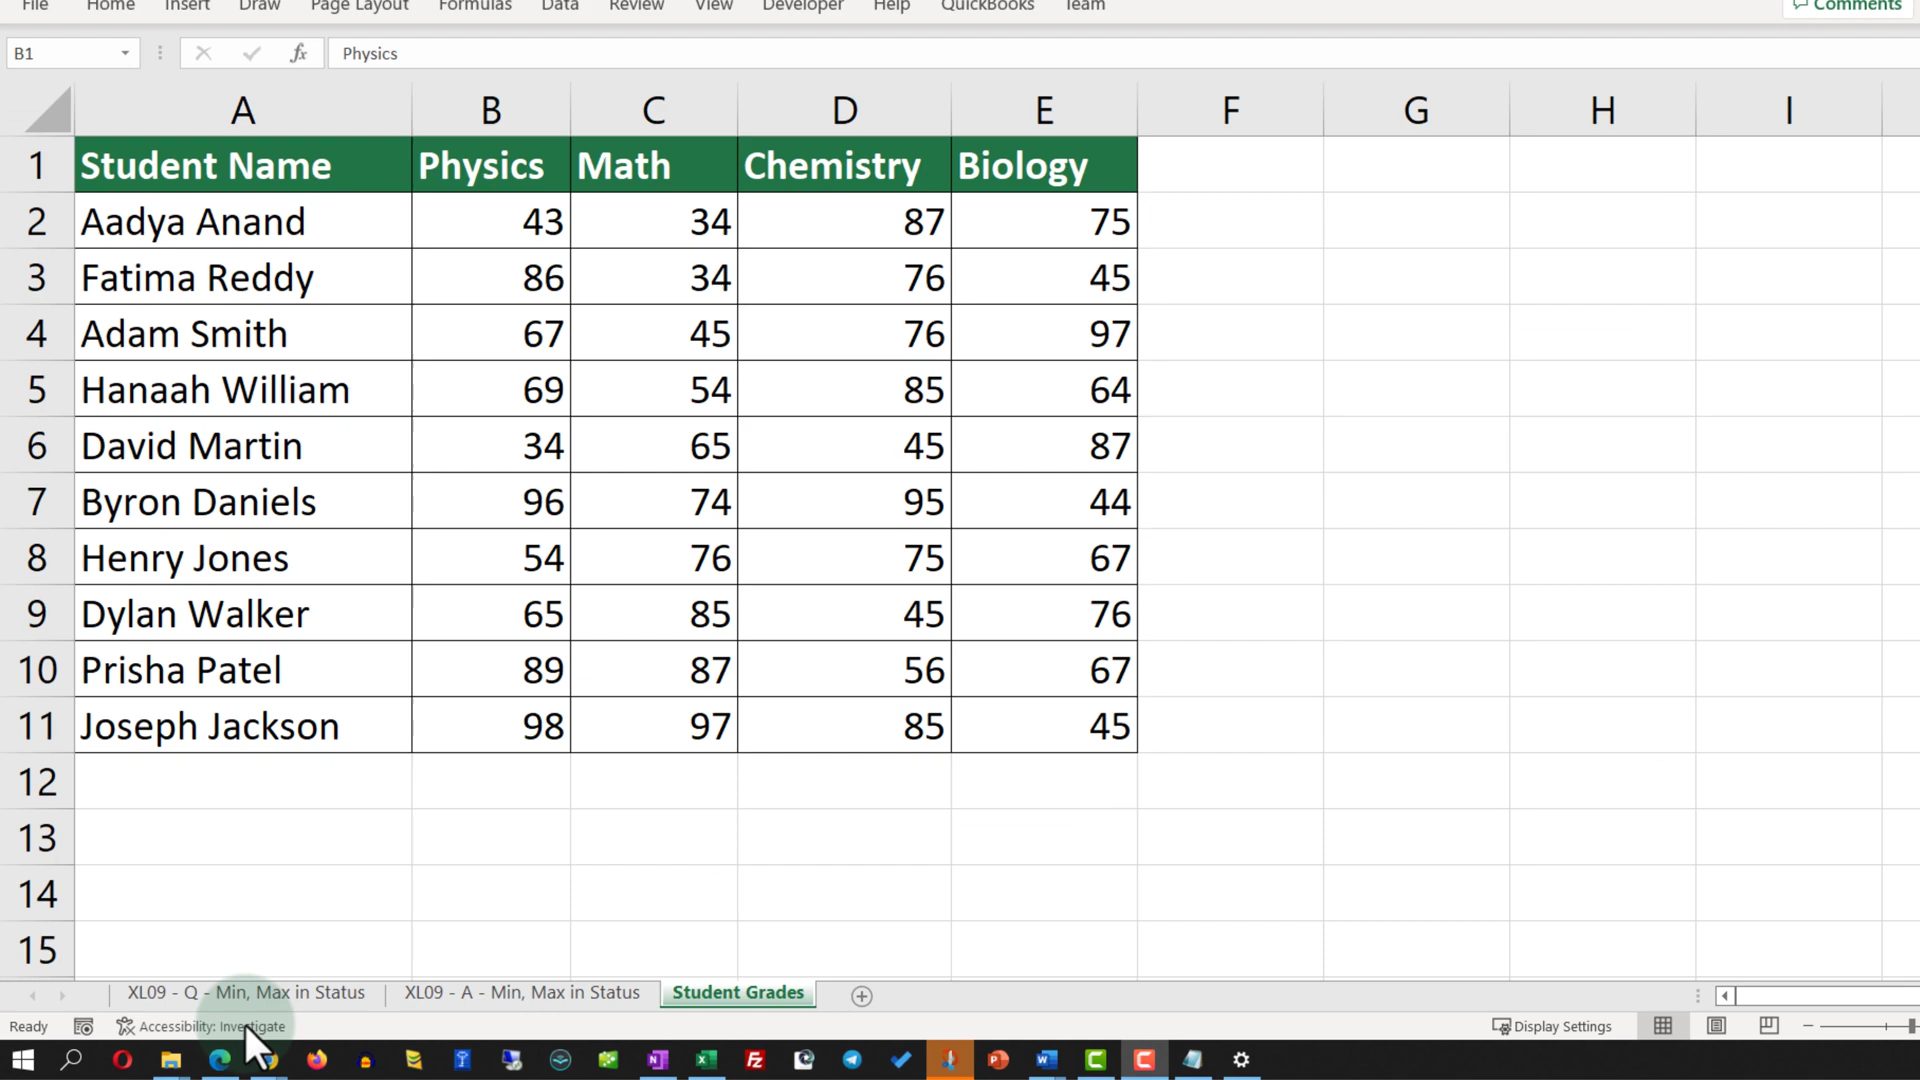 File Home Insert Draw Page Layout Formulas Data Review View Developer Help QuickBooks Team Comments
B1 fx Physics
A B C D E F G H I
1 Student Name Physics Math Chemistry Biology
2 Aadya Anand 43 34 87 75
3 Fatima Reddy 86 34 76 45
4 Adam Smith 67 45 76 97
5 Hanaah William 69 54 85 64
6 David Martin 34 65 45 87
7 Byron Daniels 96 74 95 44
8 Henry Jones 54 76 75 67
9 Dylan Walker 65 85 45 76
10 Prisha Patel 89 87 56 67
11 Joseph Jackson 98 97 85 45
12
13
14
15
XL09 - Q - Min, Max in Status XL09 - A - Min, Max in Status Student Grades
Ready Accessibility: Investigate Display Settings